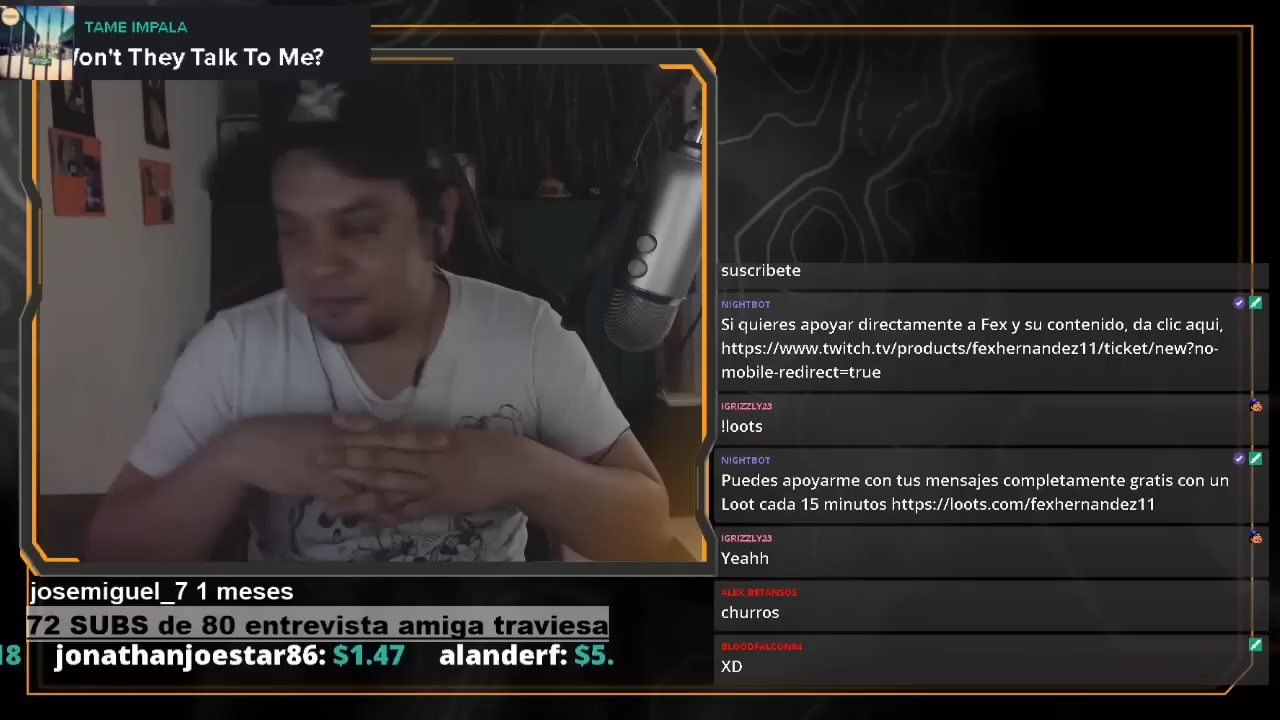 TAME IMPALA
on't They Talk To Me?
suscribete
NIGHTBOT
Si quieres apoyar directamente a Fex y su contenido, da clic aqui,
https://www.twitch.tv/products/fexhernandez11/ticket/new?no-
mobile-redirect=true
IGRIZZLY23
!loots
NIGHTBOT
Puedes apoyarme con tus mensajes completamente gratis con un
Loot cada 15 minutos https://loots.com/fexhernandez11
IGRIZZLY23
Yeahh
ALEX_BETANSOS
churros
BLOODFALCON94
XD
josemiguel_7 1 meses
72 SUBS de 80 entrevista amiga traviesa
18 jonathanjoestar86: $1.47 alanderf: $5.